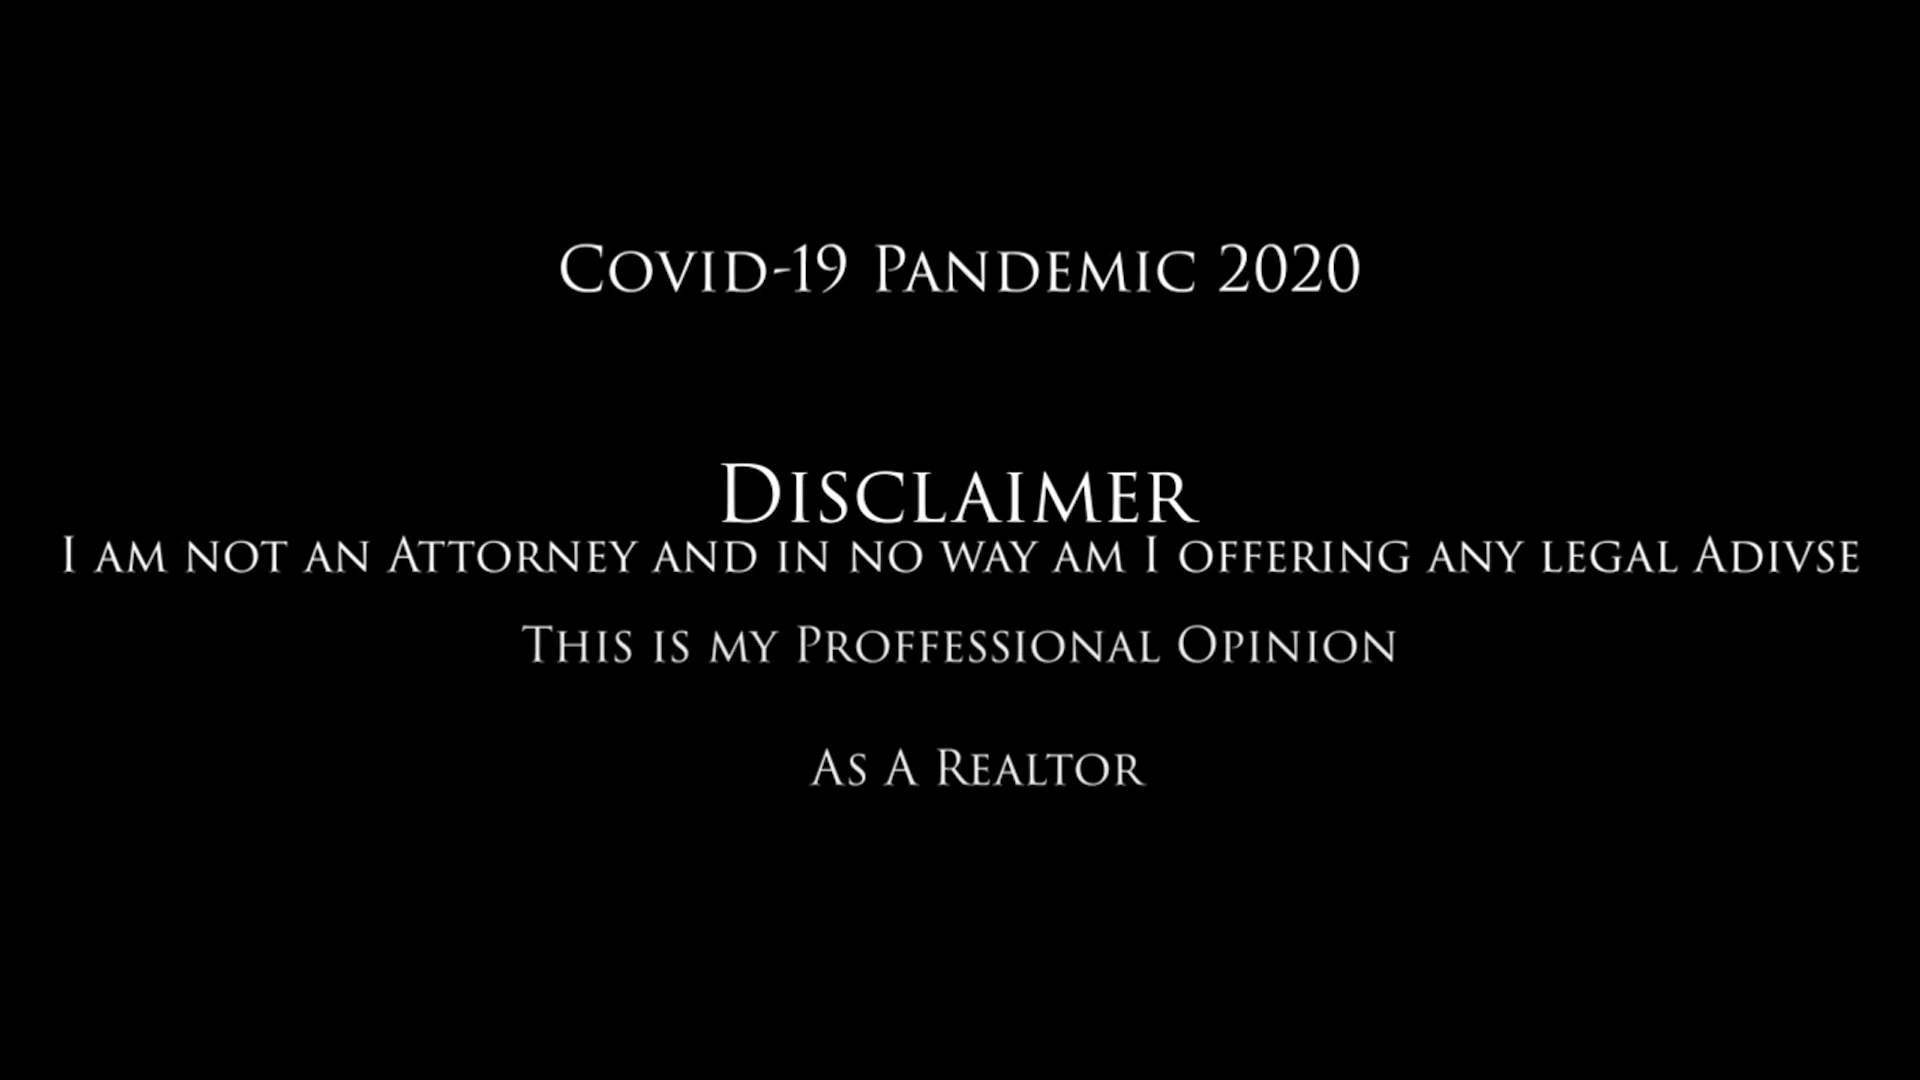 Covid-19 Pandemic 2020
Disclaimer
I am not an Attorney and in no way am I offering any legal Adivse
This is my Proffessional Opinion
As A Realtor